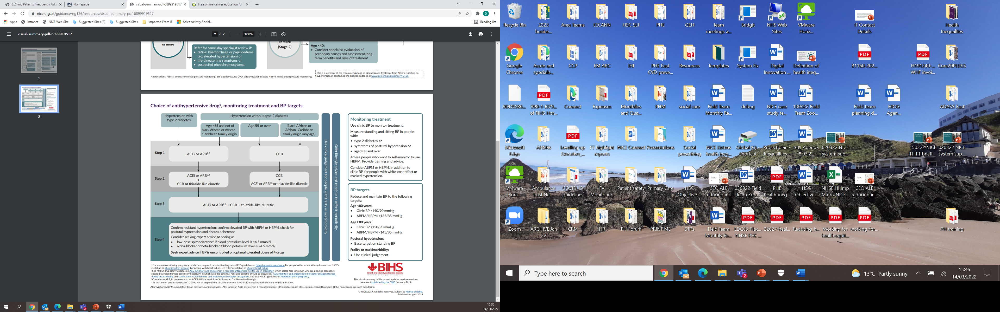 BxClinic Patients' Frequently Aske
Homepage
visual-summary-pdf-6899919517
Free online cancer education for
nice.org.uk/guidance/ng136/resources/visual-summary-pdf-6899919517
Apps
Intranet
NICE Web Site
Suggested Sites (2)
Suggested Sites
Imported From IE
Sales Activity Social...
Reading list
visual-summary-pdf-6899919517
2 / 2
100%
1
2
or more
Refer for same-day specialist review if:
• retinal haemorrhage or papilloedema
(accelerated hypertension) or
• life-threatening symptoms or
• suspected pheochromocytoma
or more
(Stage 2)
Age <40:
• Consider specialist evaluation of
secondary causes and assessment long-
term benefits and risks of treatment
Abbreviations: ABPM, ambulatory blood pressure monitoring; BP, blood pressure; CVD, cardiovascular disease; HBPM, home blood pressure monitoring.
This is a summary of the recommendations on diagnosis and treatment from NICE's guideline on
hypertension in adults. See the original guidance at www.nice.org.uk/guidance/NG136
Choice of antihypertensive drug¹, monitoring treatment and BP targets
Hypertension with
type 2 diabetes
Hypertension without type 2 diabetes
Age <55 and not of
black African or African–
Caribbean family origin
Age 55 or over
Black African or
African–Caribbean
family origin (any age)
Step 1
ACEi or ARB²,³
CCB
Step 2
ACEi or ARB²,³
+
CCB or thiazide-like diuretic
CCB
+
ACEi or ARB²,³ or thiazide-like diuretic
Step 3
ACEi or ARB²,³ + CCB + thiazide-like diuretic
Step 4
Confirm resistant hypertension: confirm elevated BP with ABPM or HBPM, check for
postural hypotension and discuss adherence
Consider seeking expert advice or adding a:
• low-dose spironolactone⁴ if blood potassium level is ≤4.5 mmol/l
• alpha-blocker or beta-blocker if blood potassium level is >4.5 mmol/l
Seek expert advice if BP is uncontrolled on optimal tolerated doses of 4 drugs
Use clinical judgement for people with frailty or multimorbidity
Offer lifestyle advice and continue to offer it periodically
Monitoring treatment
Use clinic BP to monitor treatment.
Measure standing and sitting BP in people
with:
• type 2 diabetes or
• symptoms of postural hypotension or
• aged 80 and over.
Advise people who want to self-monitor to use
HBPM. Provide training and advice.
Consider ABPM or HBPM, in addition to
clinic BP, for people with white-coat effect or
masked hypertension.
BP targets
Reduce and maintain BP to the following
targets:
Age <80 years:
• Clinic BP <140/90 mmHg
• ABPM/HBPM <135/85 mmHg
Age ≥80 years:
• Clinic BP <150/90 mmHg
• ABPM/HBPM <145/85 mmHg
Postural hypotension:
• Base target on standing BP
Frailty or multimorbidity:
• Use clinical judgement
¹For women considering pregnancy or who are pregnant or breastfeeding, see NICE's guideline on hypertension in pregnancy. For people with chronic kidney disease, see NICE's
guideline on chronic kidney disease. For people with heart failure, see NICE's guideline on chronic heart failure
²See MHRA drug safety updates on ACE inhibitors and angiotensin-II receptor antagonists: not for use in pregnancy, which states 'Use in women who are planning pregnancy
should be avoided unless absolutely necessary, in which case the potential risks and benefits should be discussed', ACE inhibitors and angiotensin II receptor antagonists: use
during breastfeeding and clarification: ACE inhibitors and angiotensin II receptor antagonists. See also NICE's guideline on hypertension in pregnancy.
³Consider an ARB, in preference to an ACE inhibitor in adults of African and Caribbean family origin.
⁴At the time of publication (August 2019), not all preparations of spironolactone have a UK marketing authorisation for this indication.
Abbreviations: ABPM, ambulatory blood pressure monitoring; ACEi, ACE inhibitor; ARB, angiotensin-II receptor blocker; BP, blood pressure; CCB, calcium-channel blocker; HBPM, home blood pressure monitoring.
BIHS
British and Irish Hypertension Society
This visual summary builds on and updates previous work on
treatment published by the BIHS (formerly BHS)
© NICE 2019. All rights reserved. Subject to Notice of rights.
Published: August 2019
15:36
14/03/2022
Recycle Bin
2223
busine...
Area Teams
EECANN
HSC SLT
PHE
QEH
Team
meetings a...
Bridgit
NHS Web
Sites
VMware
Horiz...
IT Contact
Details
Health
Inequalties
Google
Chrome
Acute and
specialis...
CCP
EM ARC
IHI
PHE East
CVD preve...
Resources
Templates
System Fix
Digital
Innovation ...
Definition of
health ineq...
B1160-202...
H191240-...
WHF invoi...
Core20PLUS5
9DD5586...
990-1-EI79...
of NHS Hor...
Connect
Expenses
Monthlies
and Qua...
PHM
social care
Field Team
Monthly Re...
debug
NICE case
study te...
100322 Field
Team Zoo...
Field team
planning d...
HIOG
Agen...
ADASS East
Microsoft
Edge
AHSNs
Levelling up
Executive_...
FT highlight
reports
NICE Connect
Presentations
Social
prescribing
NICE Listens
health ineq...
Global (G) -
Shortcut
Project plan -
Inequalities...
S&I Agenda
8.03.22
020322 NICE
system sup...
150322 NICE
HI FT briefi...
020322 NICE
system sup...
VMware
Horiz...
Ambulance
Trust Net...
COVID 19
guidelines
FV
Monitoring
Patient safety
Primary Care
HSC
Objective ...
CEO ALB
reducing in...
030322 Field
Team Zoo...
PHE
health_ineq...
HSC
Objective...
NHSE HI Imp
Matrix NICE...
CEO ALB
reducing in...
Zoom
ARCHIVE Jan
22
CRM
HR
PH Forum
PRINT ME
STPs
Field Team
Monthly Re...
EDC03-Plac...
NHSE PHE ...
22627-heal...
Reducing_h...
Working for
health equit...
working-for...
PH training
Type here to search
13°C Partly sunny
15:36
14/03/2022